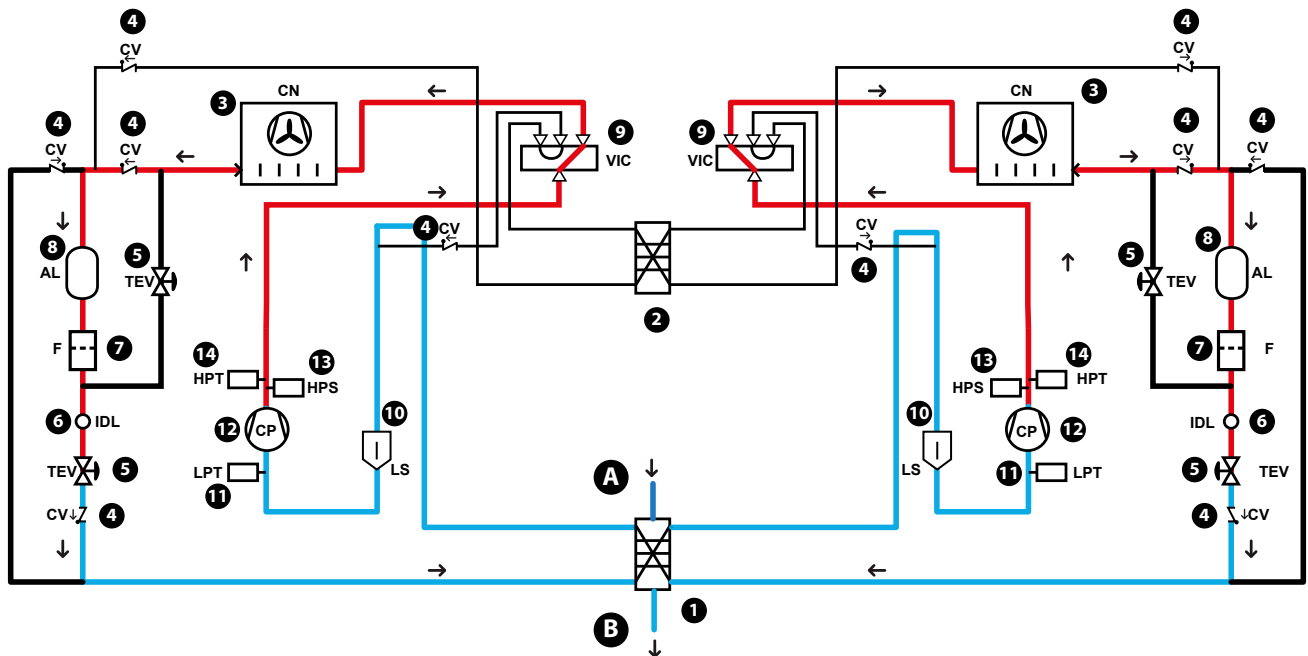 4 4
CV CV
3 CN CN 3
4 4 9 9 4 4
CV CV VIC VIC CV CV
4 CV CV
4
8 5 5 8
AL TEV TEV AL
2
F 7 7 F
14 13 13 14
HPT HPS HPS HPT
6 IDL 12 CP 10 10 CP 12 IDL 6
TEV 5 LPT LS A LS LPT 5 TEV
11 11
CV 4 4 CV
1
B